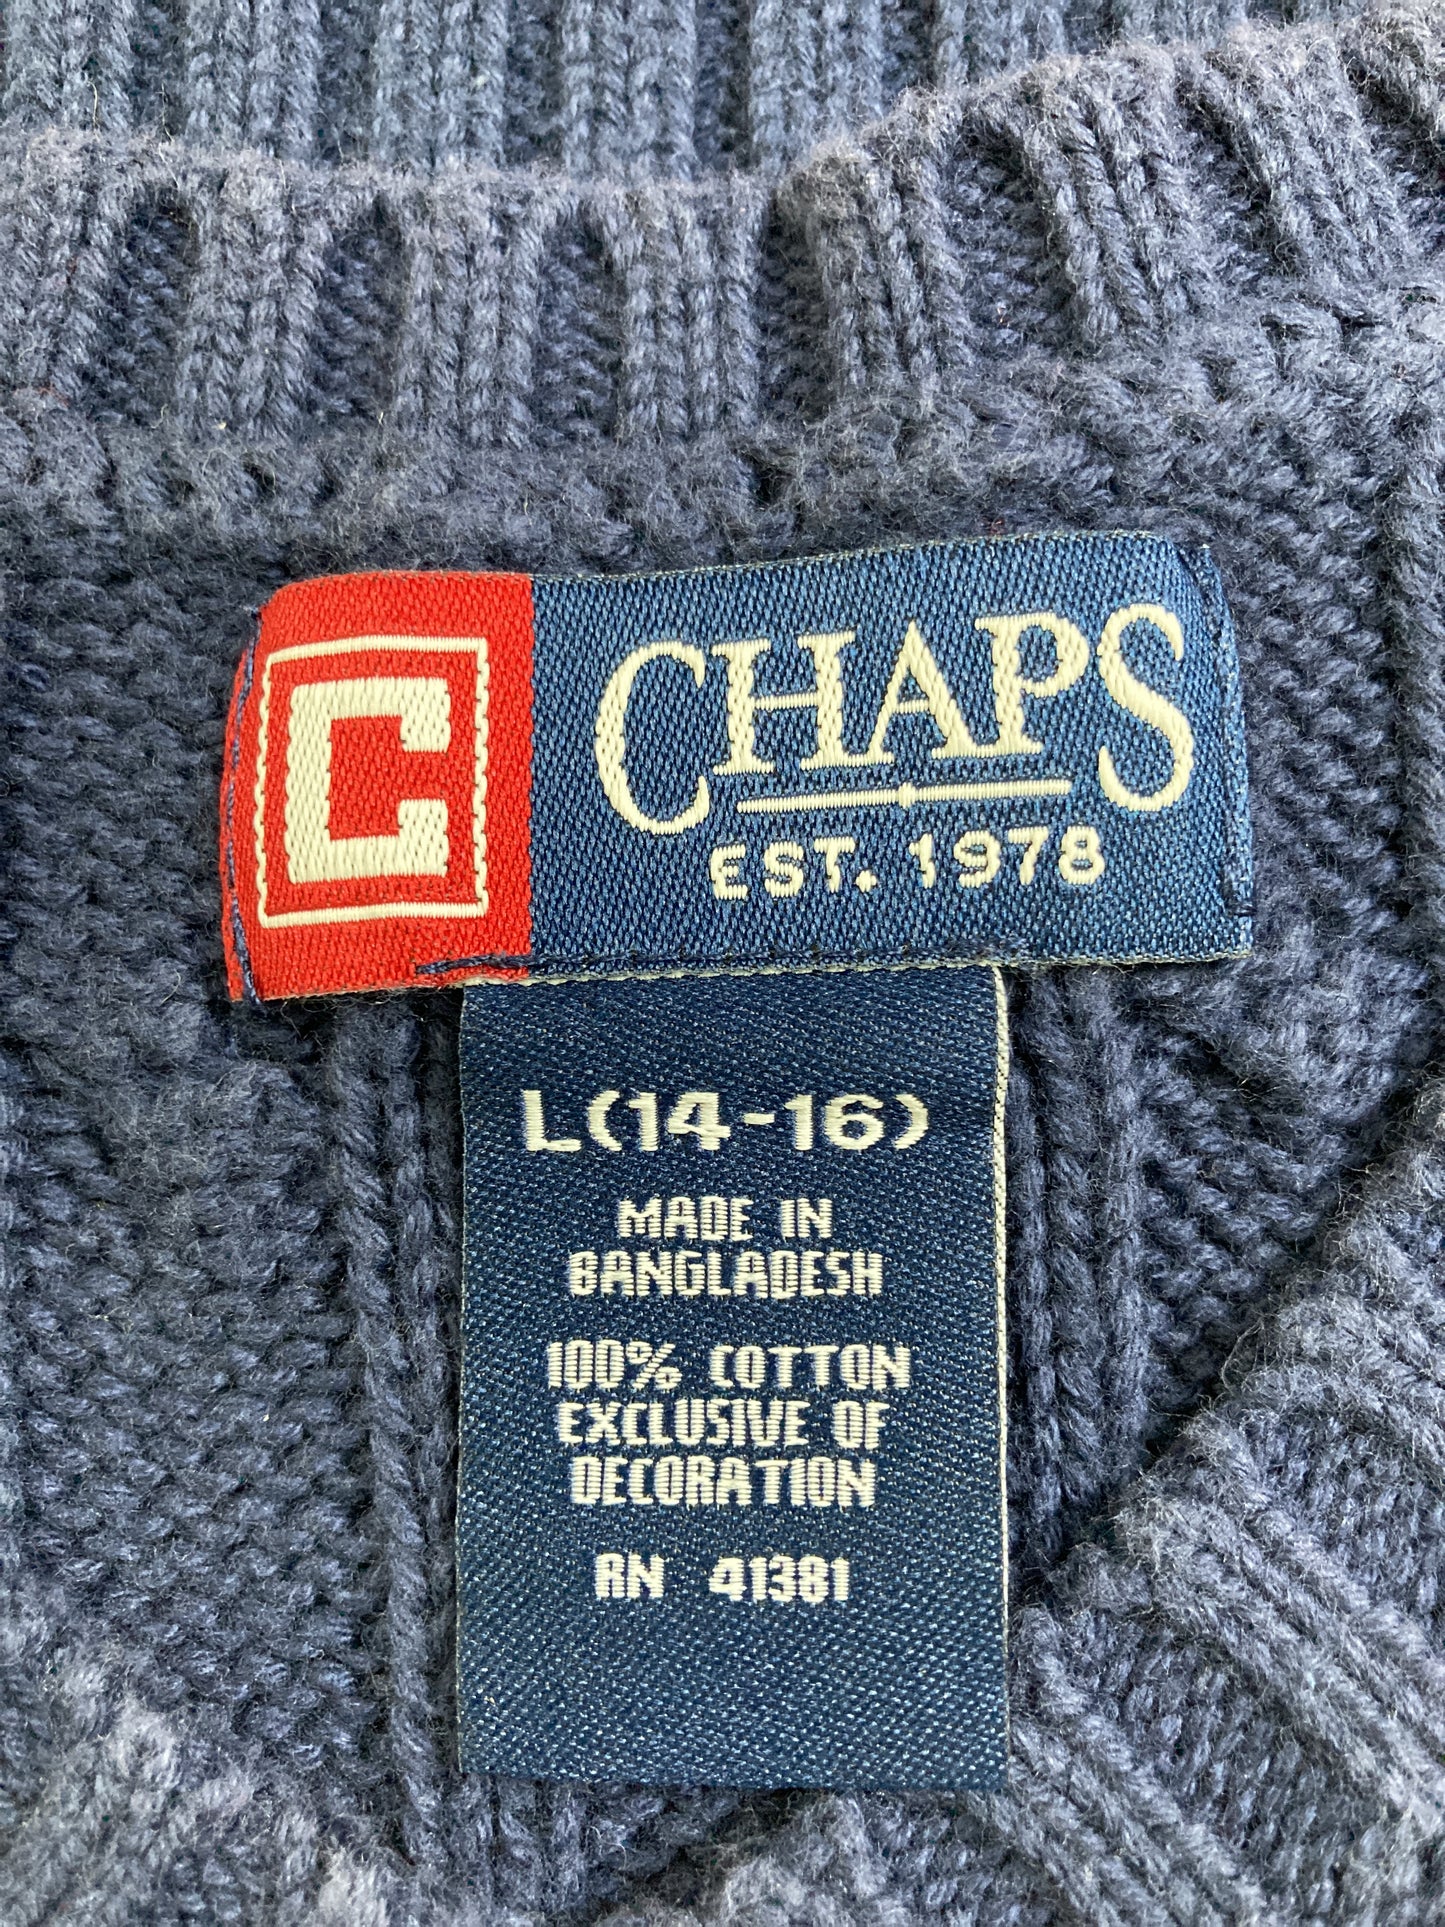 C
CHAPS
EST. 1978
L(14-16)
MADE IN
BANGLADESH
100% COTTON
EXCLUSIVE OF
DECORATION
RN 41381